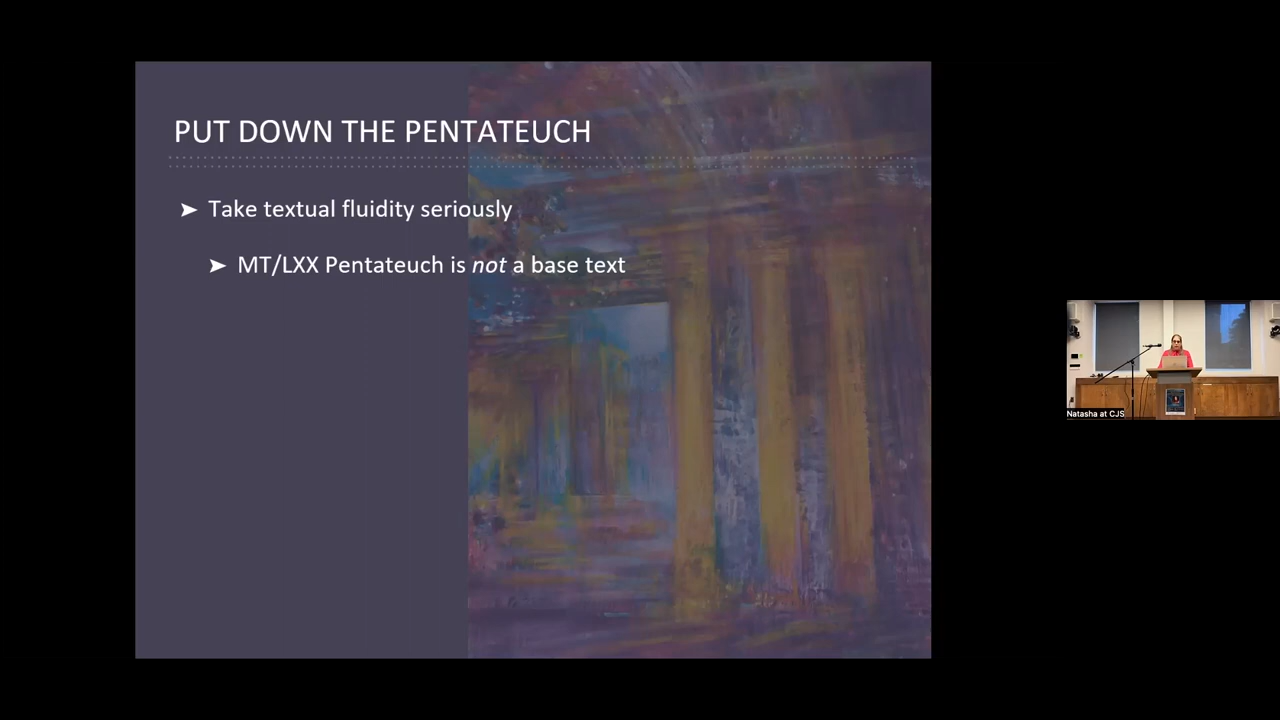 PUT DOWN THE PENTATEUCH
➤ Take textual fluidity seriously
➤ MT/LXX Pentateuch is not a base text
Natasha at CJS